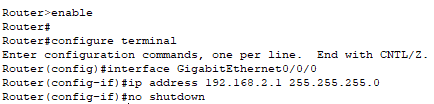 Router>enable
Router#
Router#configure terminal
Enter configuration commands, one per line.  End with CNTL/Z.
Router(config)#interface GigabitEthernet0/0/0
Router(config-if)#ip address 192.168.2.1 255.255.255.0
Router(config-if)#no shutdown